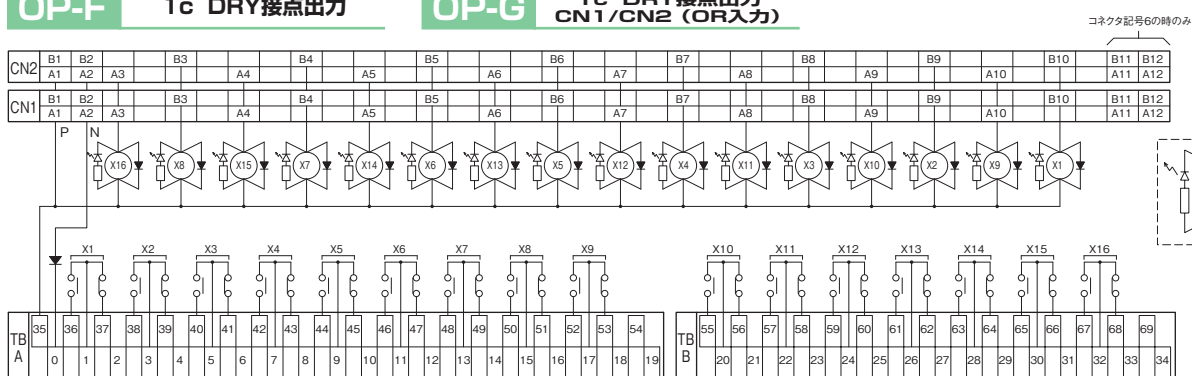 OP-F 1c DRY接点出力 OP-G 1c DRY接点出力
CN1/CN2（OR入力）
コネクタ記号6の時のみ
CN2 B1 B2 B3 B4 B5 B6 B7 B8 B9 B10 B11 B12
A1 A2 A3 A4 A5 A6 A7 A8 A9 A10 A11 A12
CN1 B1 B2 B3 B4 B5 B6 B7 B8 B9 B10 B11 B12
A1 A2 A3 A4 A5 A6 A7 A8 A9 A10 A11 A12
P N
X16 X8 X15 X7 X14 X6 X13 X5 X12 X4 X11 X3 X10 X2 X9 X1
X1 X2 X3 X4 X5 X6 X7 X8 X9 X10 X11 X12 X13 X14 X15 X16
TB A 35 36 37 38 39 40 41 42 43 44 45 46 47 48 49 50 51 52 53 54
0 1 2 3 4 5 6 7 8 9 10 11 12 13 14 15 16 17 18 19
TB B 55 56 57 58 59 60 61 62 63 64 65 66 67 68 69
20 21 22 23 24 25 26 27 28 29 30 31 32 33 34